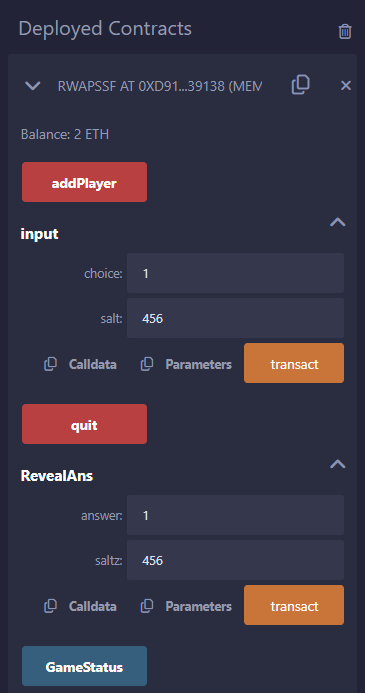 Deployed Contracts
RWAPSSF AT 0XD91...39138 (MEM
Balance: 2 ETH
addPlayer
input
choice: 1
salt: 456
Calldata Parameters transact
quit
RevealAns
answer: 1
saltz: 456
Calldata Parameters transact
GameStatus